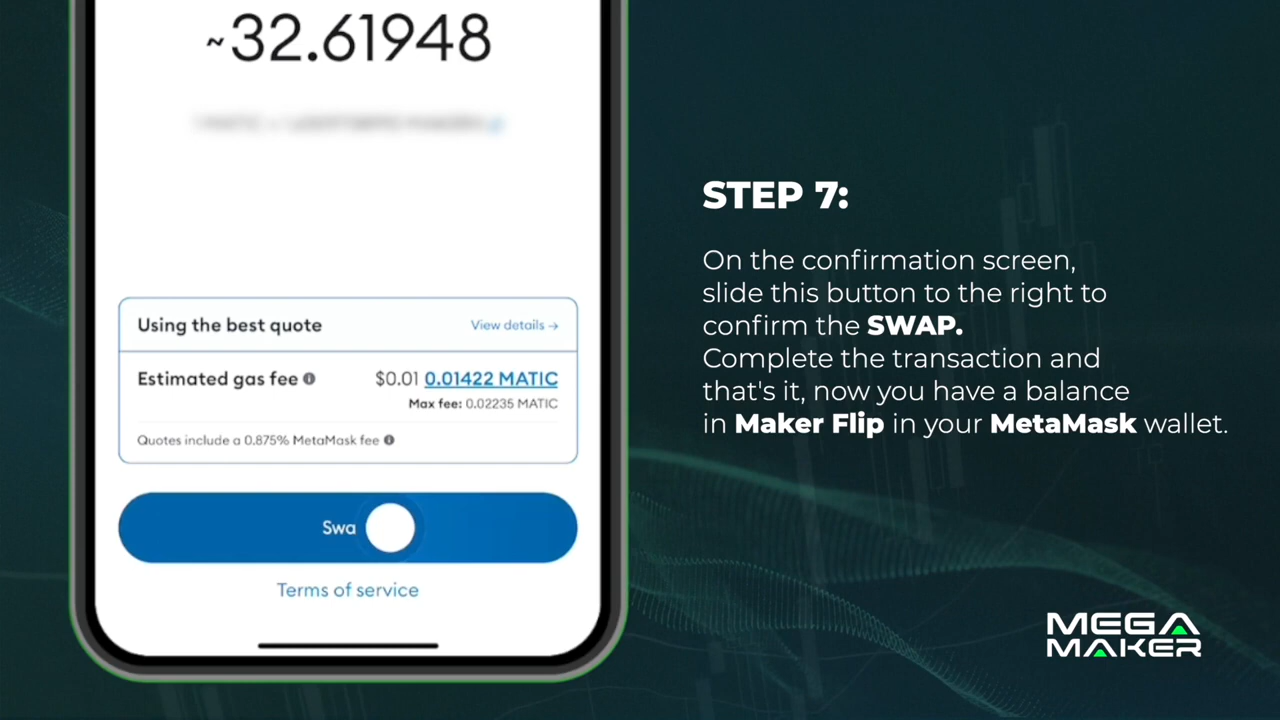 ~32.61948
Using the best quote
View details →
Estimated gas fee
$0.01 0.01422 MATIC
Max fee: 0.02235 MATIC
Quotes include a 0.875% MetaMask fee
Swa
Terms of service
STEP 7:
On the confirmation screen,
slide this button to the right to
confirm the SWAP.
Complete the transaction and
that's it, now you have a balance
in Maker Flip in your MetaMask wallet.
MEGA
MAKER